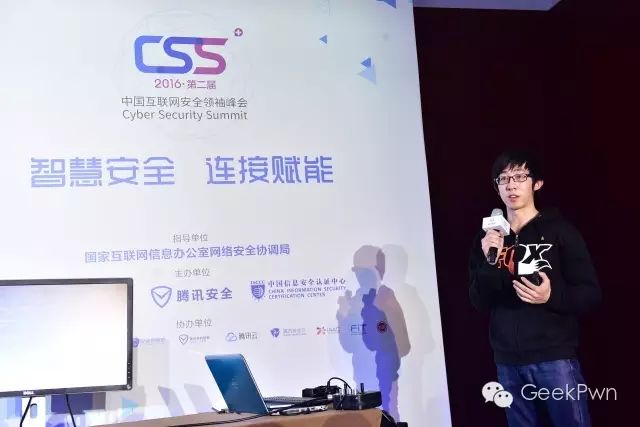 CSS+
2016·第二届
中国互联网安全领袖峰会
Cyber Security Summit
智慧安全 连接赋能
指导单位
国家互联网信息办公室网络安全协调局
主办单位
腾讯安全
中国信息安全认证中心
CHINA INFORMATION SECURITY
CERTIFICATION CENTER
协办单位
腾讯云
FiT
DELL
GeekPwn